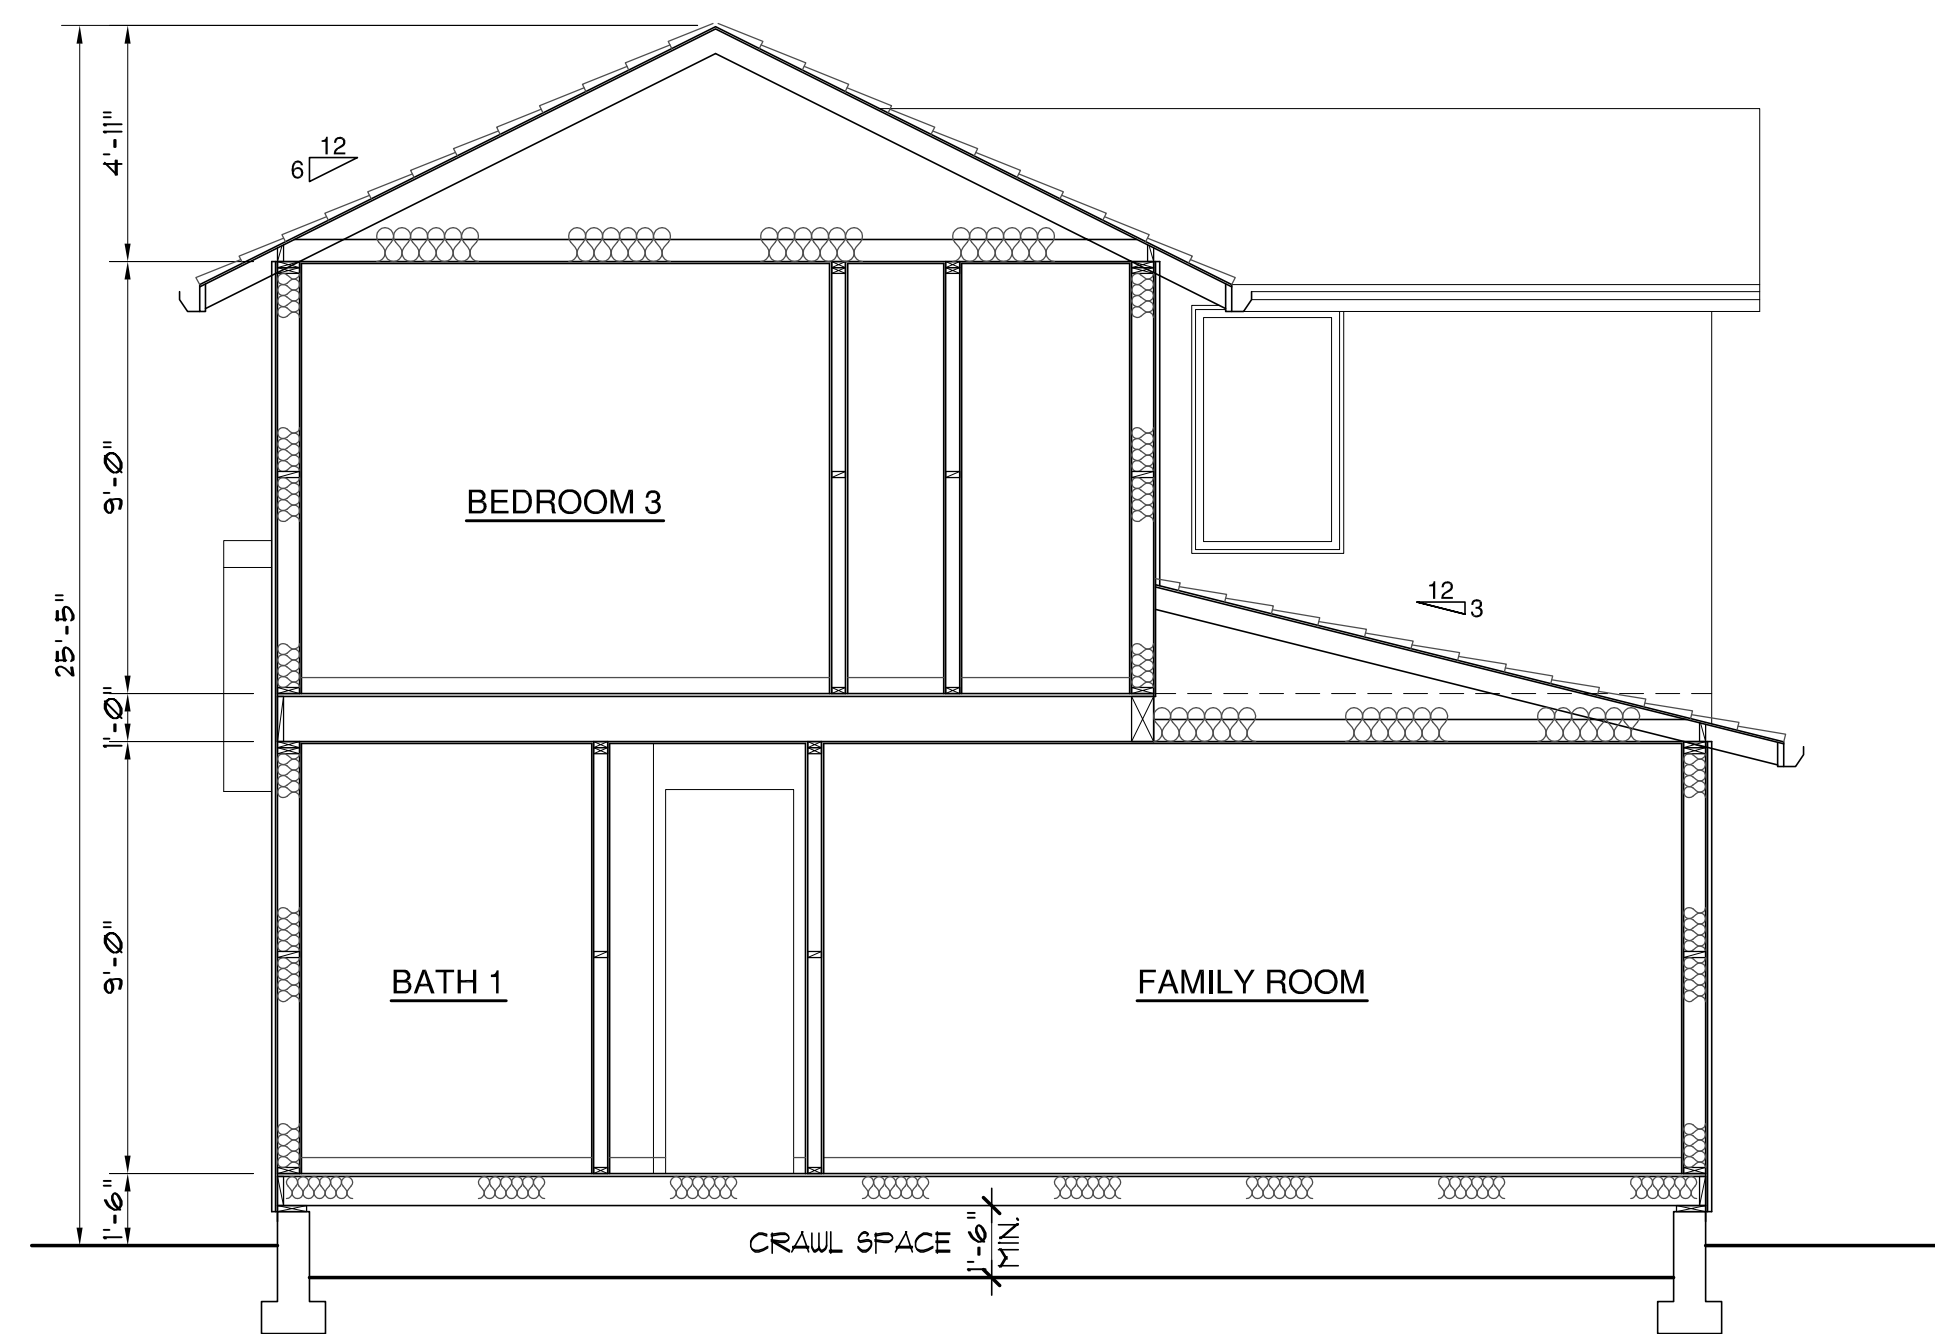 4'-11"
12
6
9'-0"
BEDROOM 3
12
3
25'-5"
1'-0"
9'-0"
BATH 1
FAMILY ROOM
1'-6"
CRAWL SPACE
1'-6"
MIN.